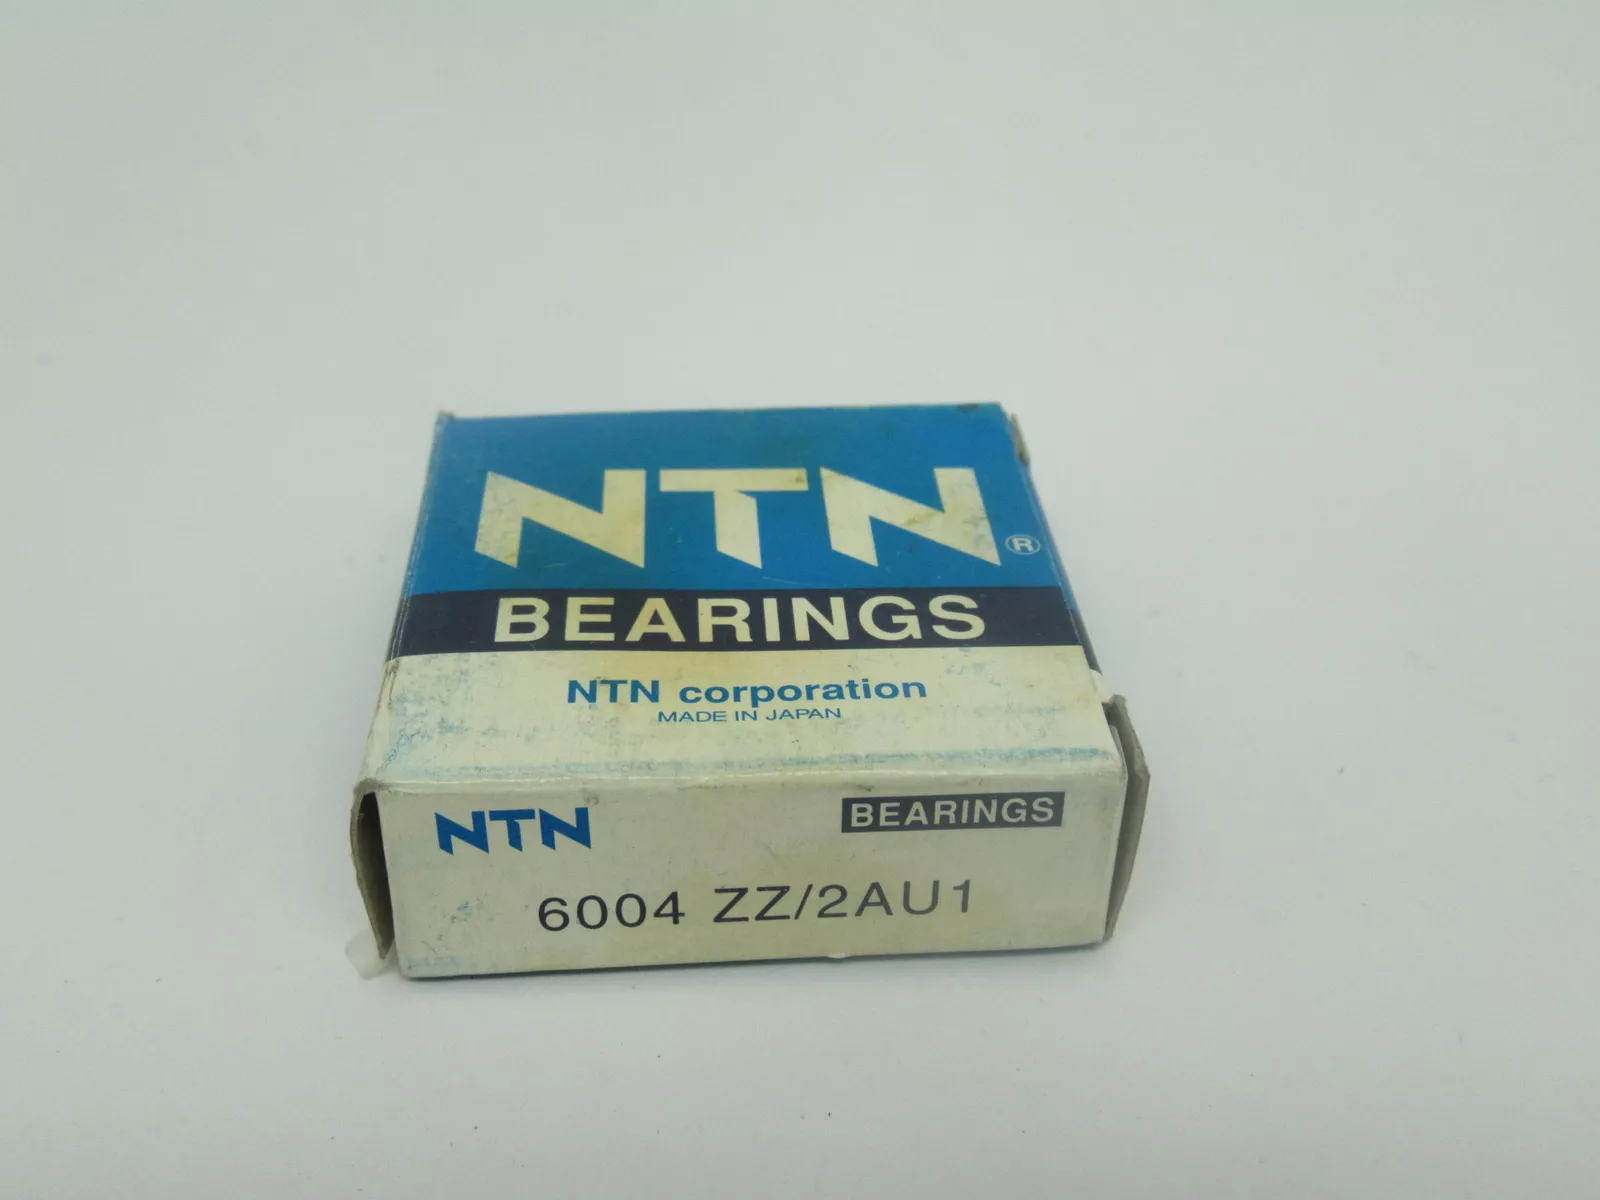 NTN®
BEARINGS
NTN corporation
MADE IN JAPAN
NTN BEARINGS
6004 ZZ/2AU1